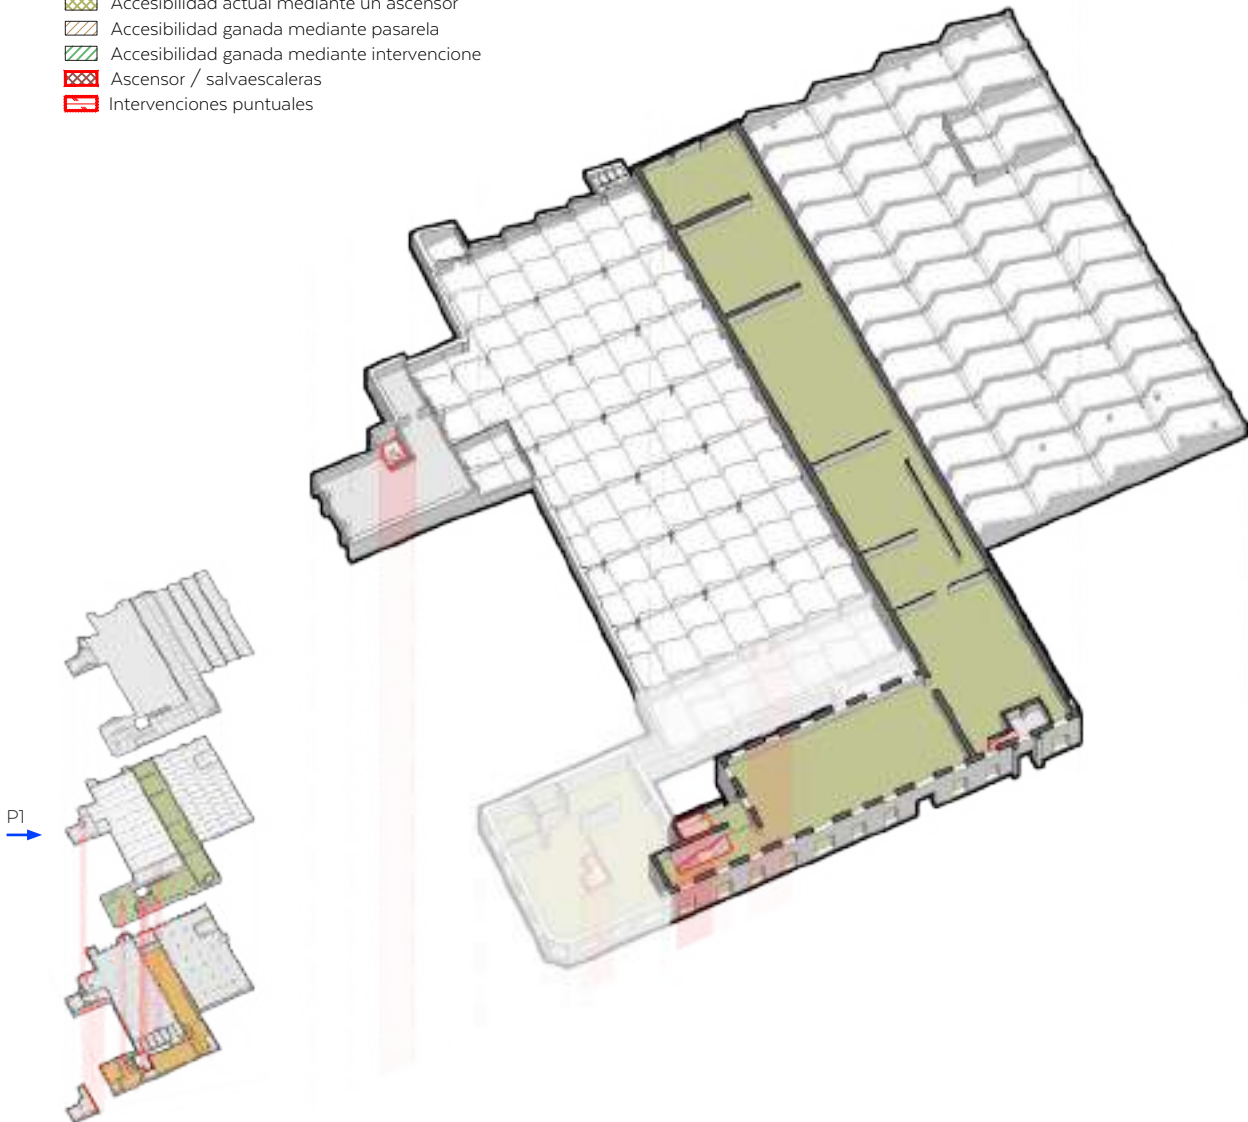 Accesibilidad actual mediante un ascensor
Accesibilidad ganada mediante pasarela
Accesibilidad ganada mediante intervencione
Ascensor / salvaescaleras
Intervenciones puntuales
P1